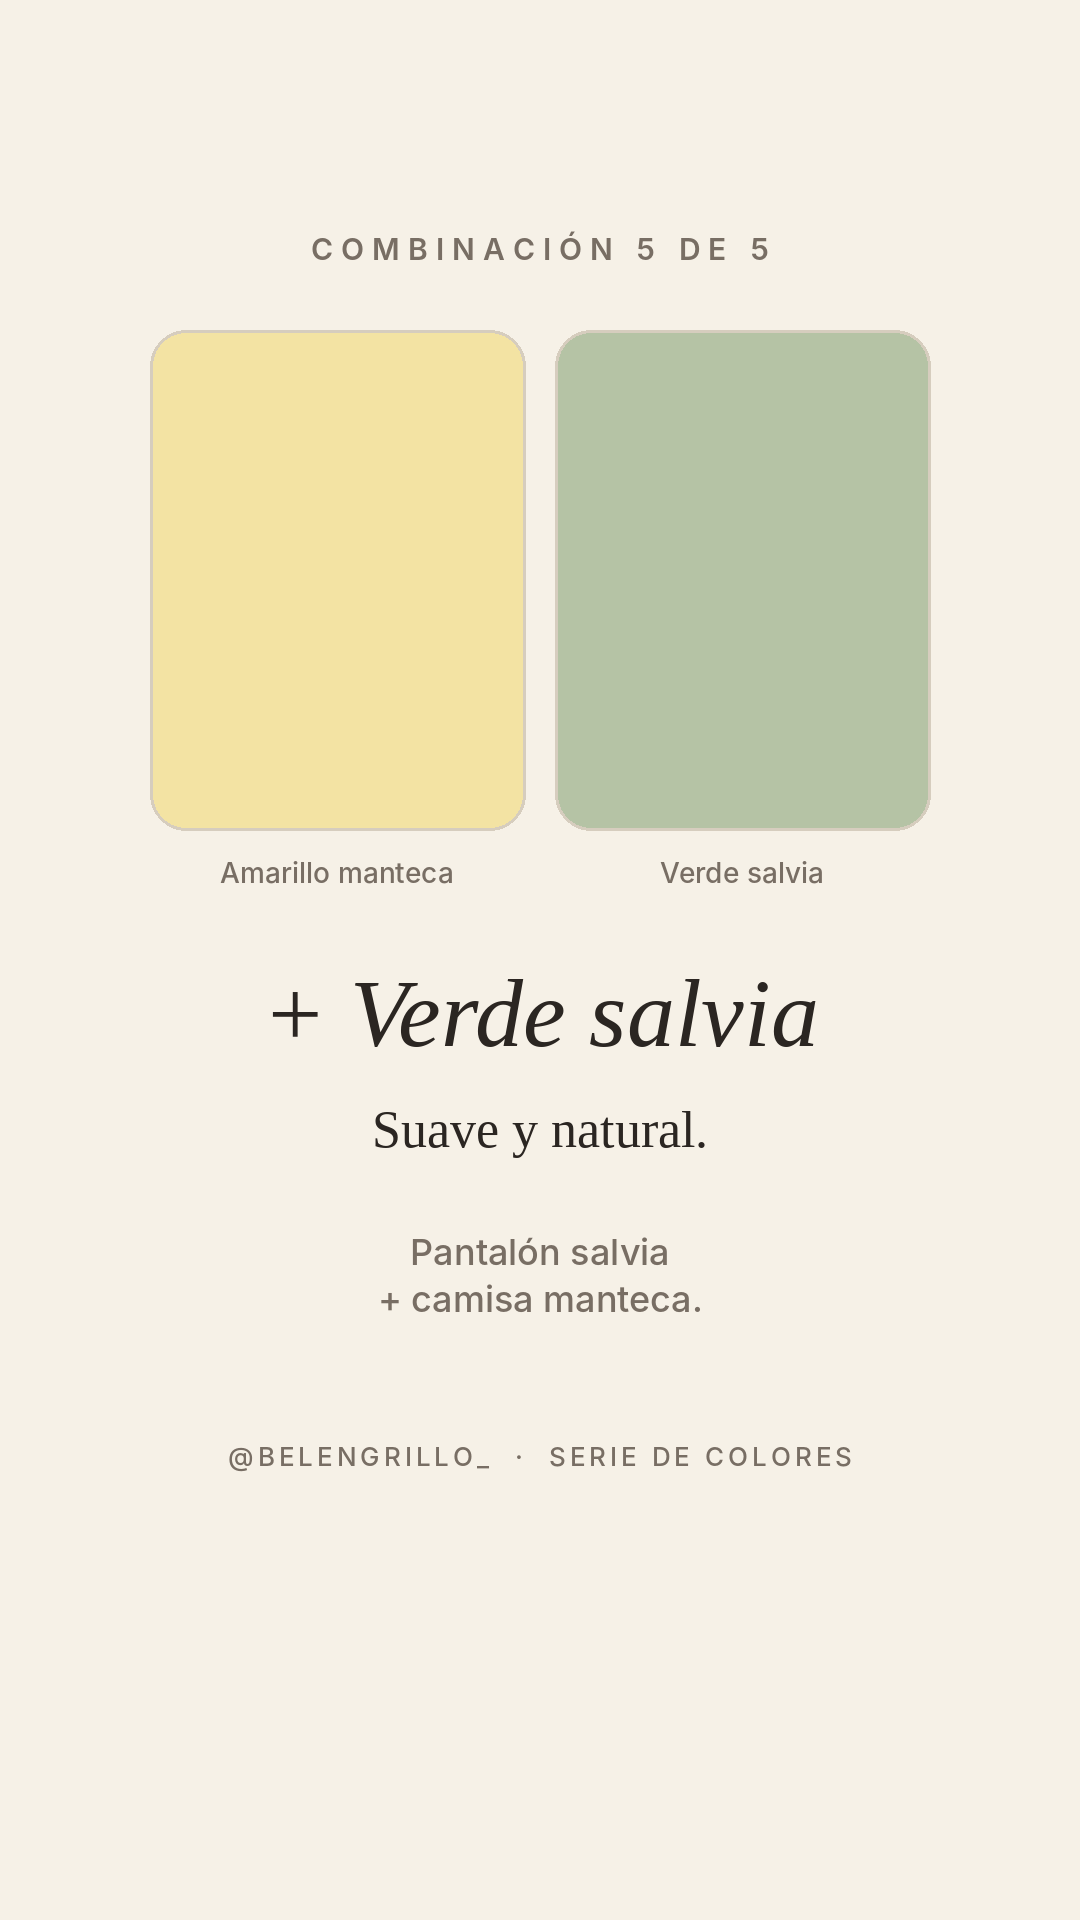 COMBINACIÓN 5 DE 5
Amarillo manteca
Verde salvia
+ Verde salvia
Suave y natural.
Pantalón salvia
+ camisa manteca.
@BELENGRILLO_ · SERIE DE COLORES